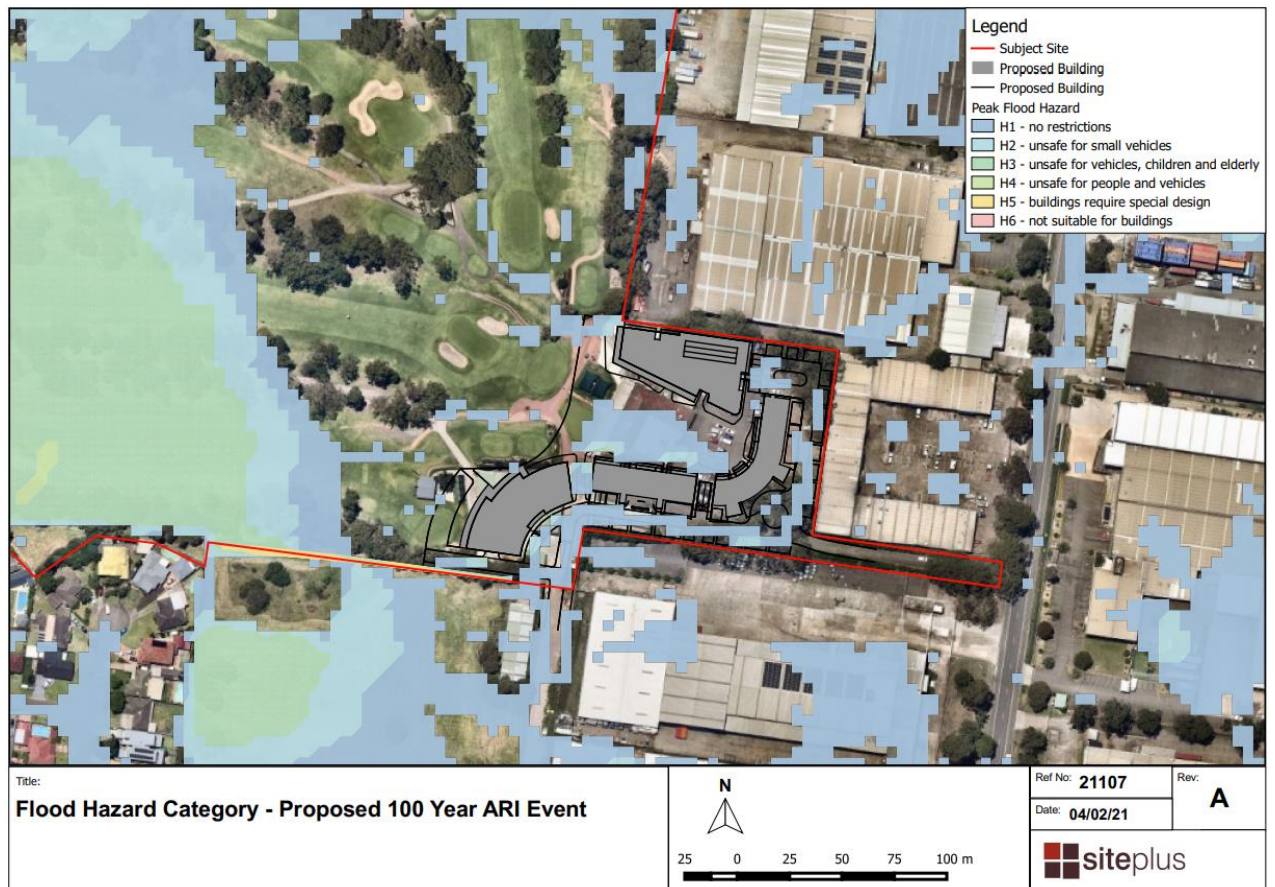 Legend
Subject Site
Proposed Building
Proposed Building
Peak Flood Hazard
H1 - no restrictions
H2 - unsafe for small vehicles
H3 - unsafe for vehicles, children and elderly
H4 - unsafe for people and vehicles
H5 - buildings require special design
H6 - not suitable for buildings
Title:
Flood Hazard Category - Proposed 100 Year ARI Event
N
25 0 25 50 75 100 m
Ref No: 21107
Rev:
A
Date: 04/02/21
siteplus